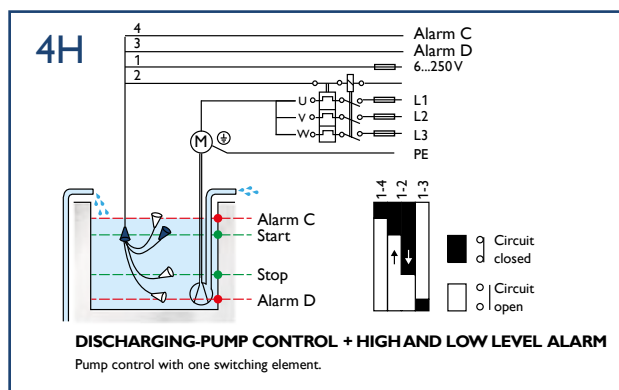 4H
4
Alarm C
3
Alarm D
1
6...250 V
2
U
L1
V
L2
W
L3
M
PE
Alarm C
Start
Stop
Alarm D
1-4
1-2
1-3
Circuit
closed
Circuit
open
DISCHARGING-PUMP CONTROL + HIGH AND LOW LEVEL ALARM
Pump control with one switching element.